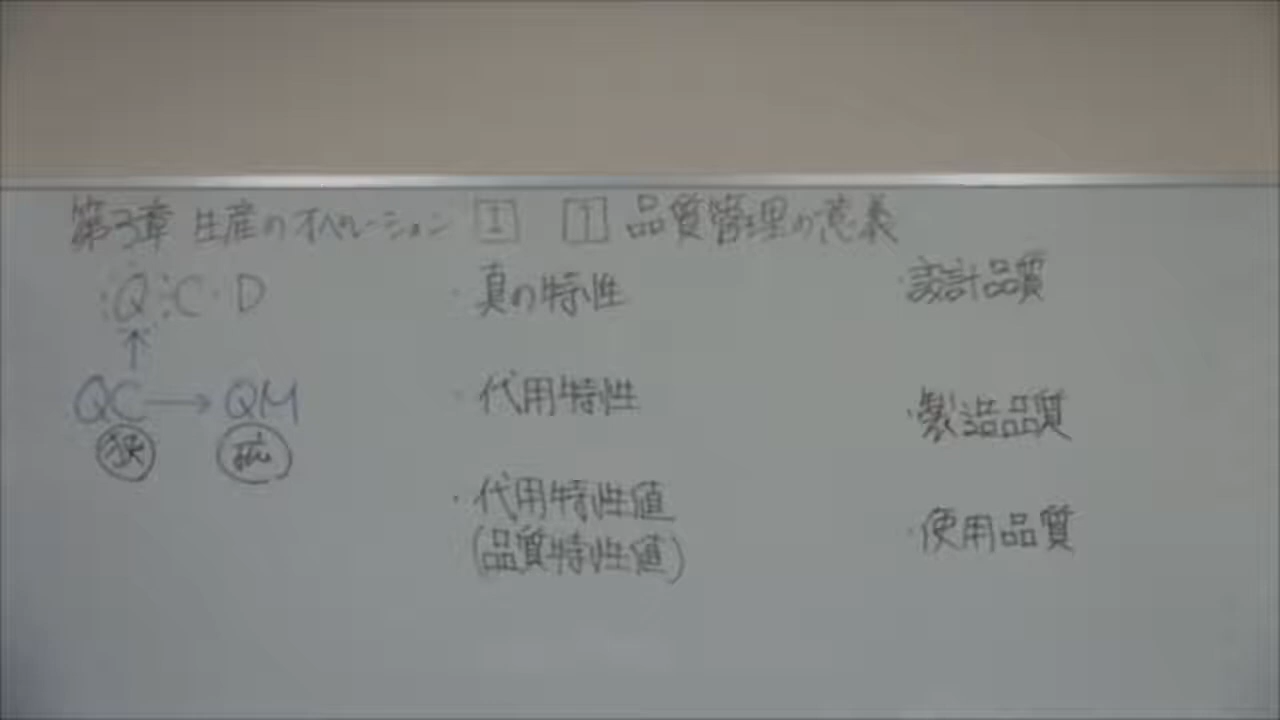 第3章 生産のオペレーション I 1 品質管理の意義
Q・C・D
↑
QC→QM
狭 広
・真の特性
・代用特性
・代用特性値
(品質特性値)
・設計品質
・製造品質
・使用品質